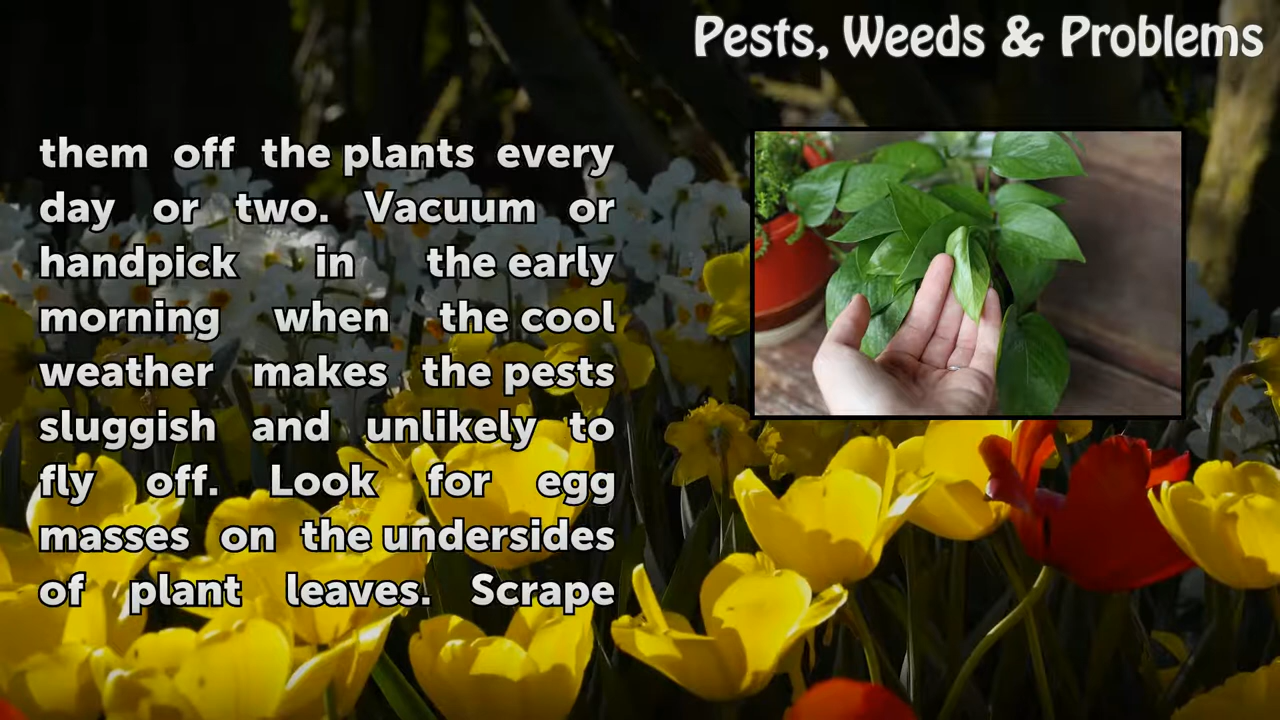 Pests, Weeds & Problems
them off the plants every
day or two. Vacuum or
handpick in the early
morning when the cool
weather makes the pests
sluggish and unlikely to
fly off. Look for egg
masses on the undersides
of plant leaves. Scrape